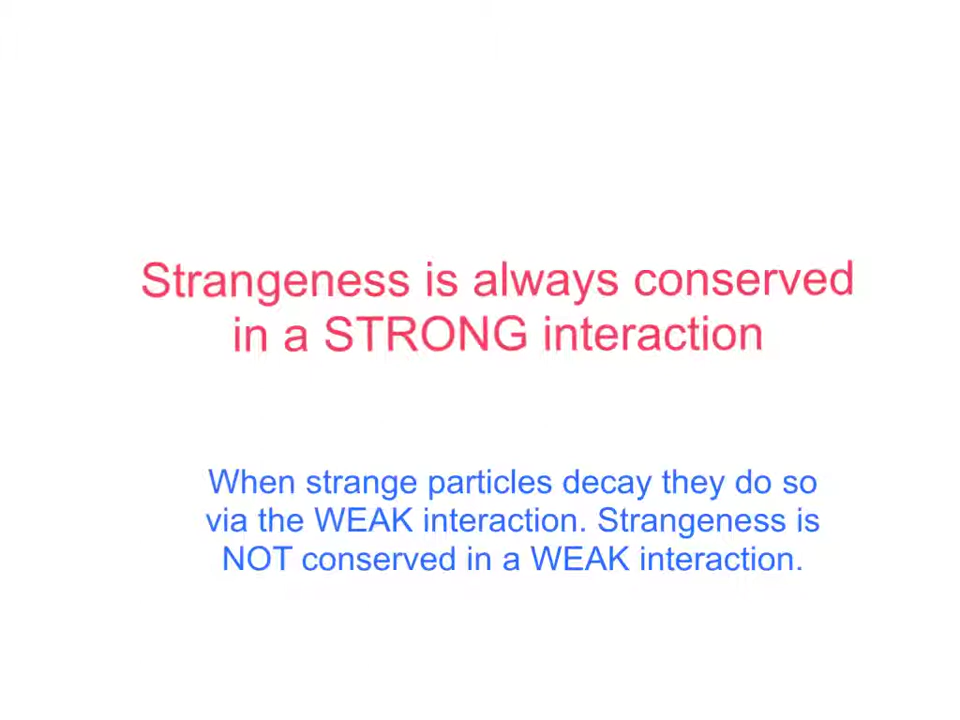 Strangeness is always conserved
in a STRONG interaction
When strange particles decay they do so
via the WEAK interaction. Strangeness is
NOT conserved in a WEAK interaction.